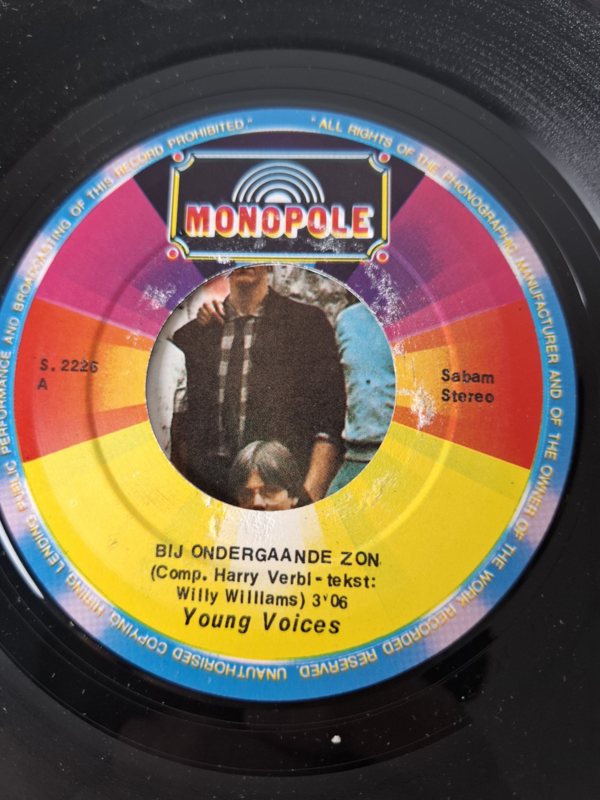 "ALL RIGHTS OF THE PHONOGRAPHIC MANUFACTURER AND OF THE OWNER OF THE WORK RECORDED RESERVED. UNAUTHORISED COPYING, HIRING LENDING PUBLIC PERFORMANCE AND BROADCASTING OF THIS RECORD PROHIBITED"
MONOPOLE
S. 2226
A
Sabam
Stereo
BIJ ONDERGAANDE ZON
(Comp. Harry Verbl - tekst:
Willy Willlams) 3'06
Young Voices